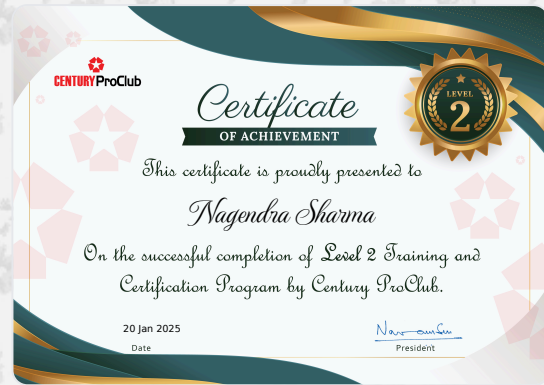 CENTURY ProClub
LEVEL
2
Certificate
OF ACHIEVEMENT
This certificate is proudly presented to
Nagendra Sharma
On the successful completion of Level 2 Training and
Certification Program by Century ProClub.
20 Jan 2025
Date
President